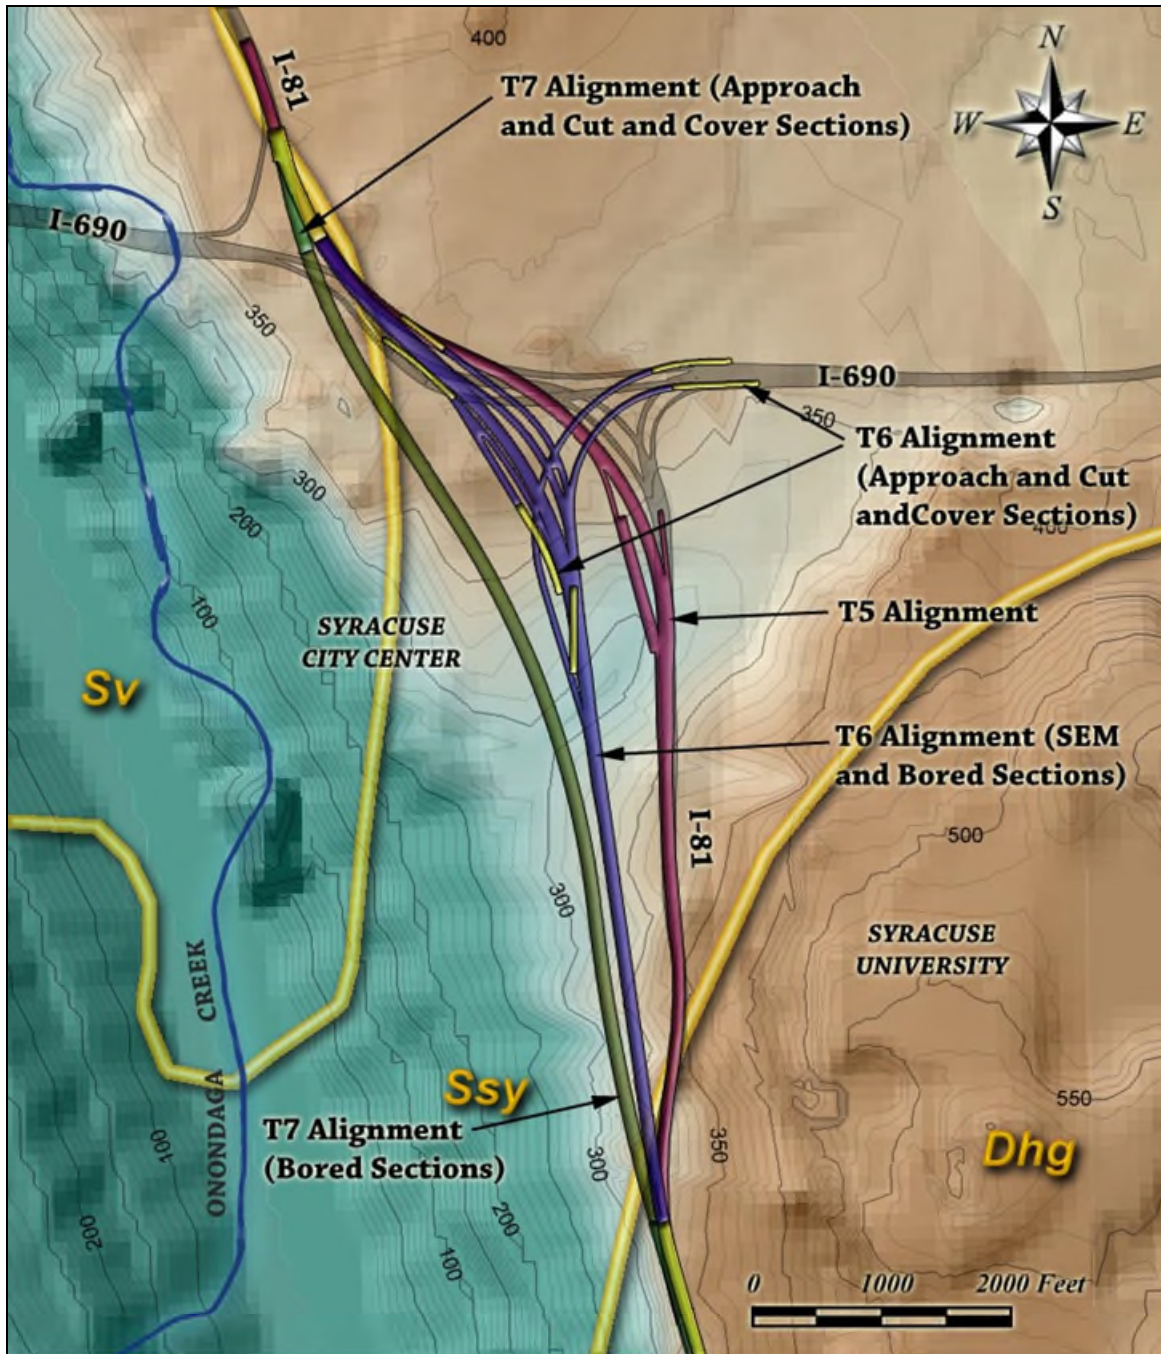 400
N
I-81
T7 Alignment (Approach
and Cut and Cover Sections)
W
E
S
I-690
350
I-690
350
T6 Alignment
(Approach and Cut
andCover Sections)
400
300
200
100
SYRACUSE
CITY CENTER
T5 Alignment
Sv
T6 Alignment (SEM
and Bored Sections)
I-81
500
300
SYRACUSE
UNIVERSITY
ONONDAGA CREEK
Ssy
550
T7 Alignment
(Bored Sections)
Dhg
100
300
350
200
200
100
0 1000 2000 Feet